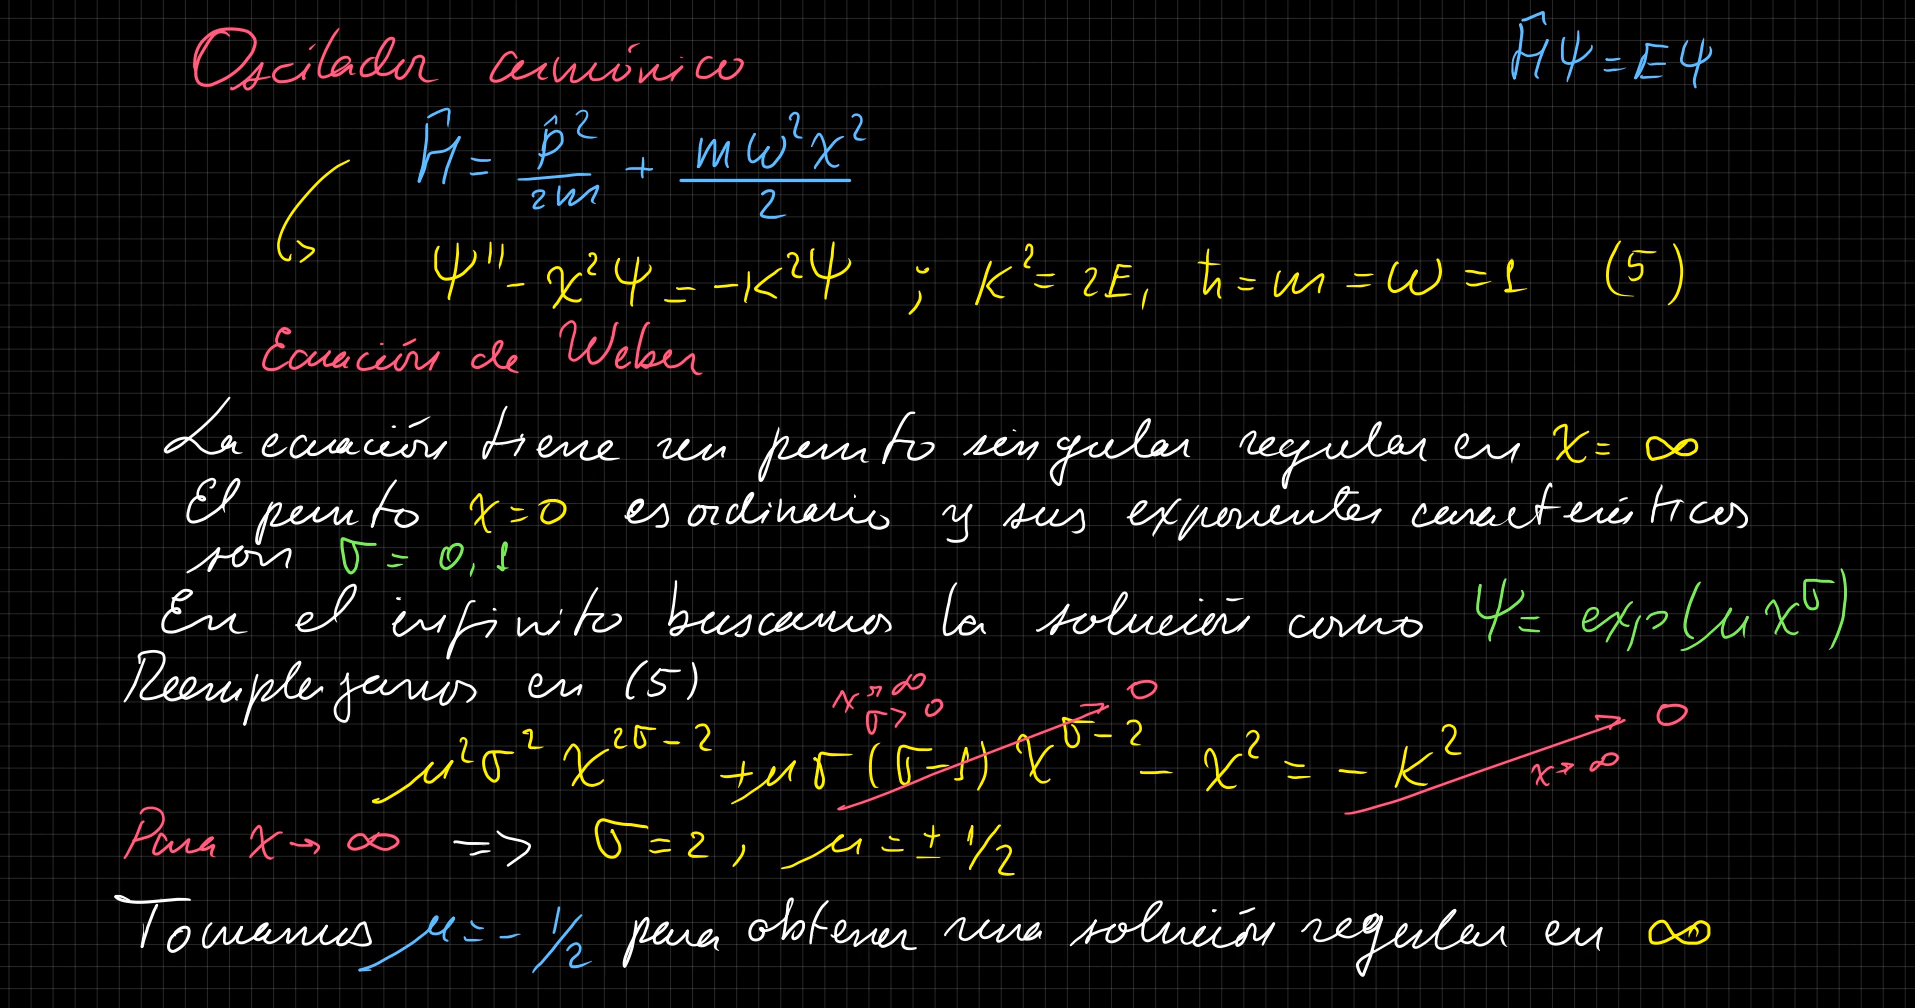 Oscilador armónico
Ĥψ = Eψ
Ĥ = p̂²/2m + mω²x²/2
ψ'' - x²ψ = -κ²ψ ; κ² = 2E, ħ = m = ω = 1 (5)
Ecuación de Weber
La ecuación tiene un punto singular regular en x = ∞
El punto x = 0 es ordinario y sus exponentes característicos
son σ = 0, 1
En el infinito buscamos la solución como ψ = exp(μx^σ)
Reemplazamos en (5)
x→∞ σ>0 0
μ²σ²x^{2σ-2} + μσ(σ-1)x^{σ-2} - x² = -κ² x→∞ 0
Para x→∞ => σ = 2, μ = ± 1/2
Tomamos μ = - 1/2 para obtener una solución regular en ∞